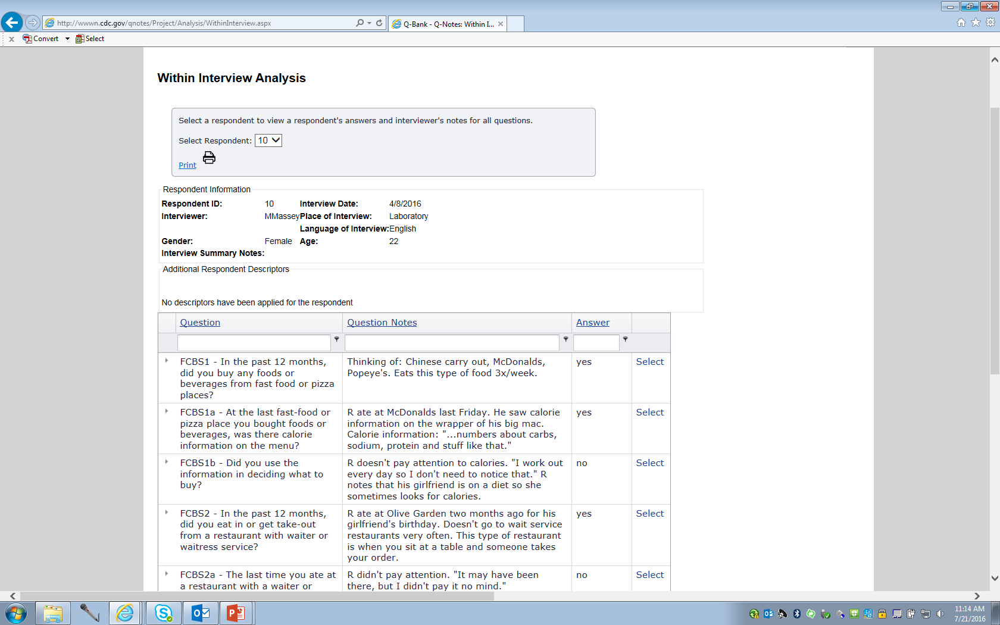 http://wwwn.cdc.gov/qnotes/Project/Analysis/WithinInterview.aspx
Q-Bank - Q-Notes: Within I...
Convert
Select
Within Interview Analysis
Select a respondent to view a respondent's answers and interviewer's notes for all questions.
Select Respondent: 10
Print
Respondent Information
Respondent ID: 10 Interview Date: 4/8/2016
Interviewer: MMassey Place of Interview: Laboratory
Language of Interview: English
Gender: Female Age: 22
Interview Summary Notes:
Additional Respondent Descriptors
No descriptors have been applied for the respondent
Question Question Notes Answer
FCBS1 - In the past 12 months,
did you buy any foods or
beverages from fast food or pizza
places?
Thinking of: Chinese carry out, McDonalds,
Popeye's. Eats this type of food 3x/week.
yes
Select
FCBS1a - At the last fast-food or
pizza place you bought foods or
beverages, was there calorie
information on the menu?
R ate at McDonalds last Friday. He saw calorie
information on the wrapper of his big mac.
Calorie information: "...numbers about carbs,
sodium, protein and stuff like that."
yes
Select
FCBS1b - Did you use the
information in deciding what to
buy?
R doesn't pay attention to calories. "I work out
every day so I don't need to notice that." R
notes that his girlfriend is on a diet so she
sometimes looks for calories.
no
Select
FCBS2 - In the past 12 months,
did you eat in or get take-out
from a restaurant with waiter or
waitress service?
R ate at Olive Garden two months ago for his
girlfriend's birthday. Doesn't go to wait service
restaurants very often. This type of restaurant
is when you sit at a table and someone takes
your order.
yes
Select
FCBS2a - The last time you ate at
a restaurant with a waiter or
R didn't pay attention. "It may have been
there, but I didn't pay it no mind."
no
Select
11:14 AM
7/21/2016